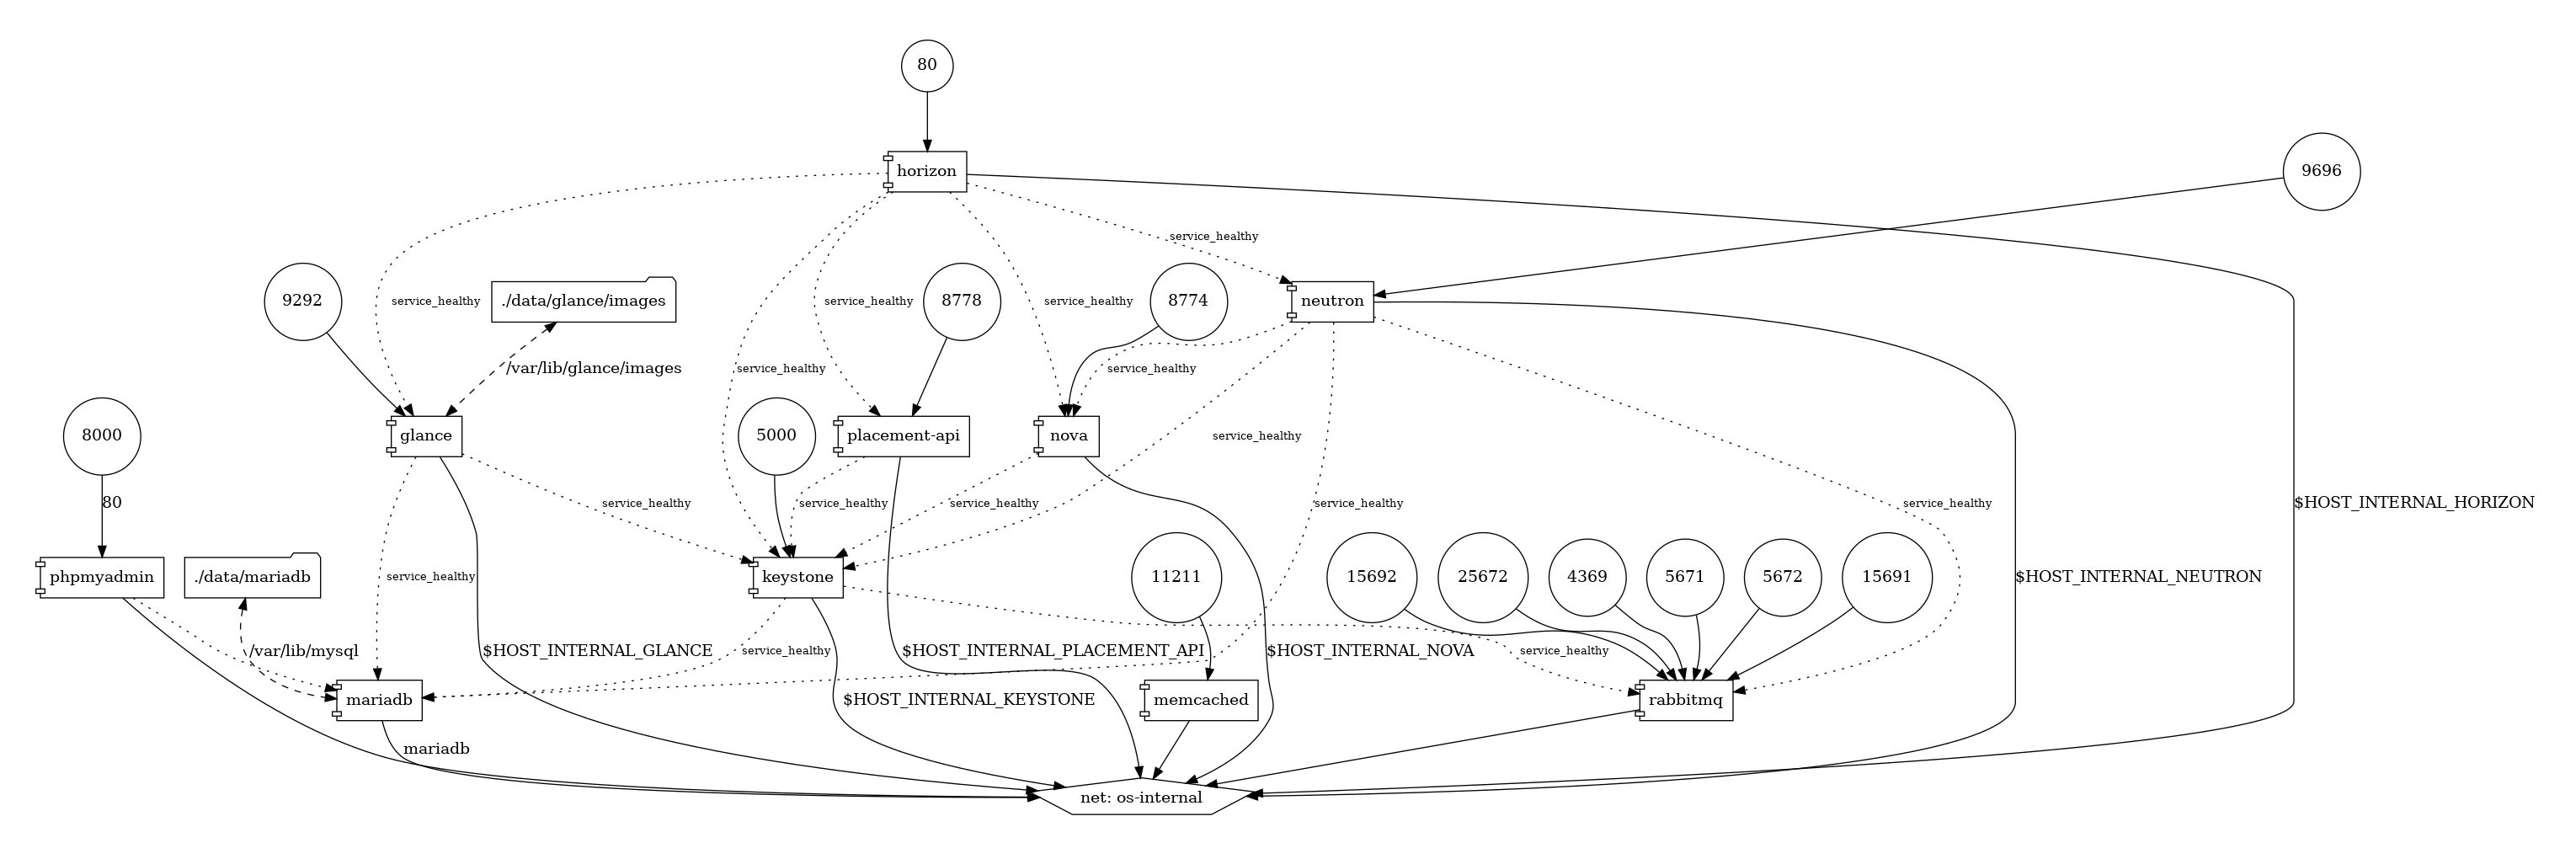 80
horizon
9696
service_healthy
9292
./data/glance/images
service_healthy
service_healthy
8778
service_healthy
8774
neutron
/var/lib/glance/images
service_healthy
service_healthy
8000
glance
5000
placement-api
nova
service_healthy
80
service_healthy
service_healthy
service_healthy
service_healthy
service_healthy
$HOST_INTERNAL_HORIZON
phpmyadmin
./data/mariadb
service_healthy
keystone
11211
15692
25672
4369
5671
5672
15691
$HOST_INTERNAL_NEUTRON
/var/lib/mysql
$HOST_INTERNAL_GLANCE
service_healthy
$HOST_INTERNAL_PLACEMENT_API
$HOST_INTERNAL_NOVA
service_healthy
mariadb
$HOST_INTERNAL_KEYSTONE
memcached
rabbitmq
mariadb
net: os-internal